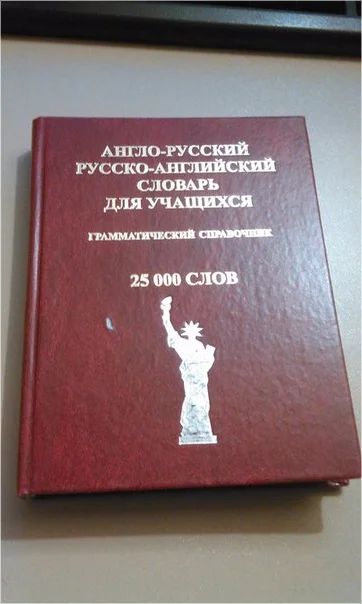 АНГЛО-РУССКИЙ
РУССКО-АНГЛИЙСКИЙ
СЛОВАРЬ
ДЛЯ УЧАЩИХСЯ
ГРАММАТИЧЕСКИЙ СПРАВОЧНИК
25 000 СЛОВ